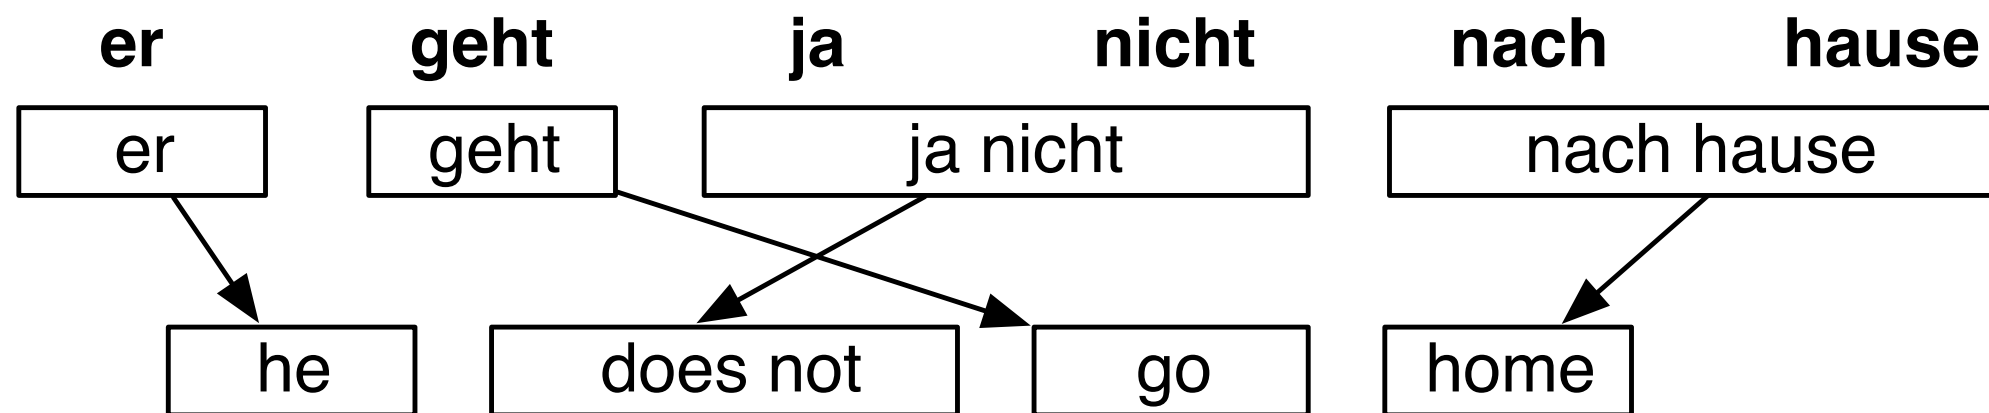 er geht ja nicht nach hause
er geht ja nicht nach hause
he does not go home